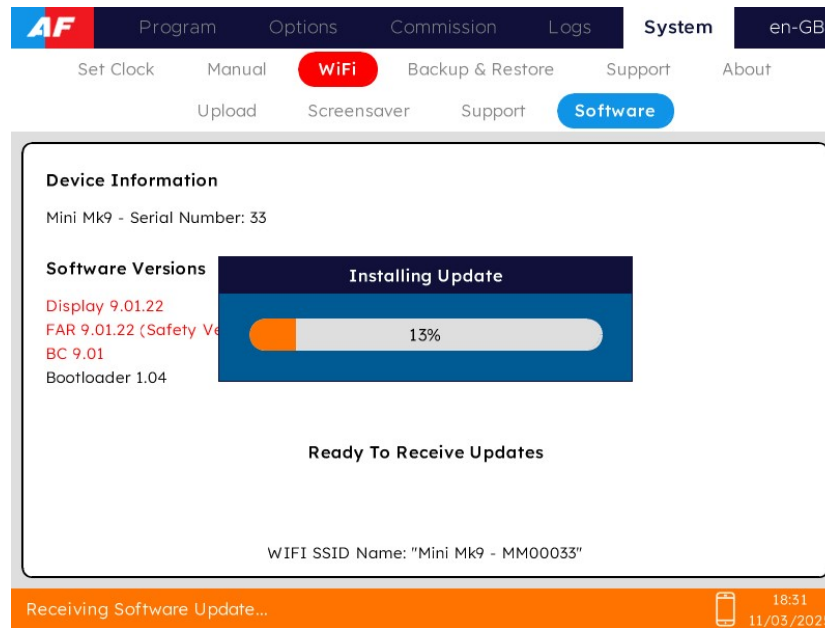 AF Program Options Commission Logs System en-GB
Set Clock Manual WiFi Backup & Restore Support About
Upload Screensaver Support Software
Device Information
Mini Mk9 - Serial Number: 33
Software Versions
Installing Update
Display 9.01.22
FAR 9.01.22 (Safety
13%
BC 9.01
Bootloader 1.04
Ready To Receive Updates
WIFI SSID Name: "Mini Mk9 - MM00033"
Receiving Software Update...
18:31
11/03/202